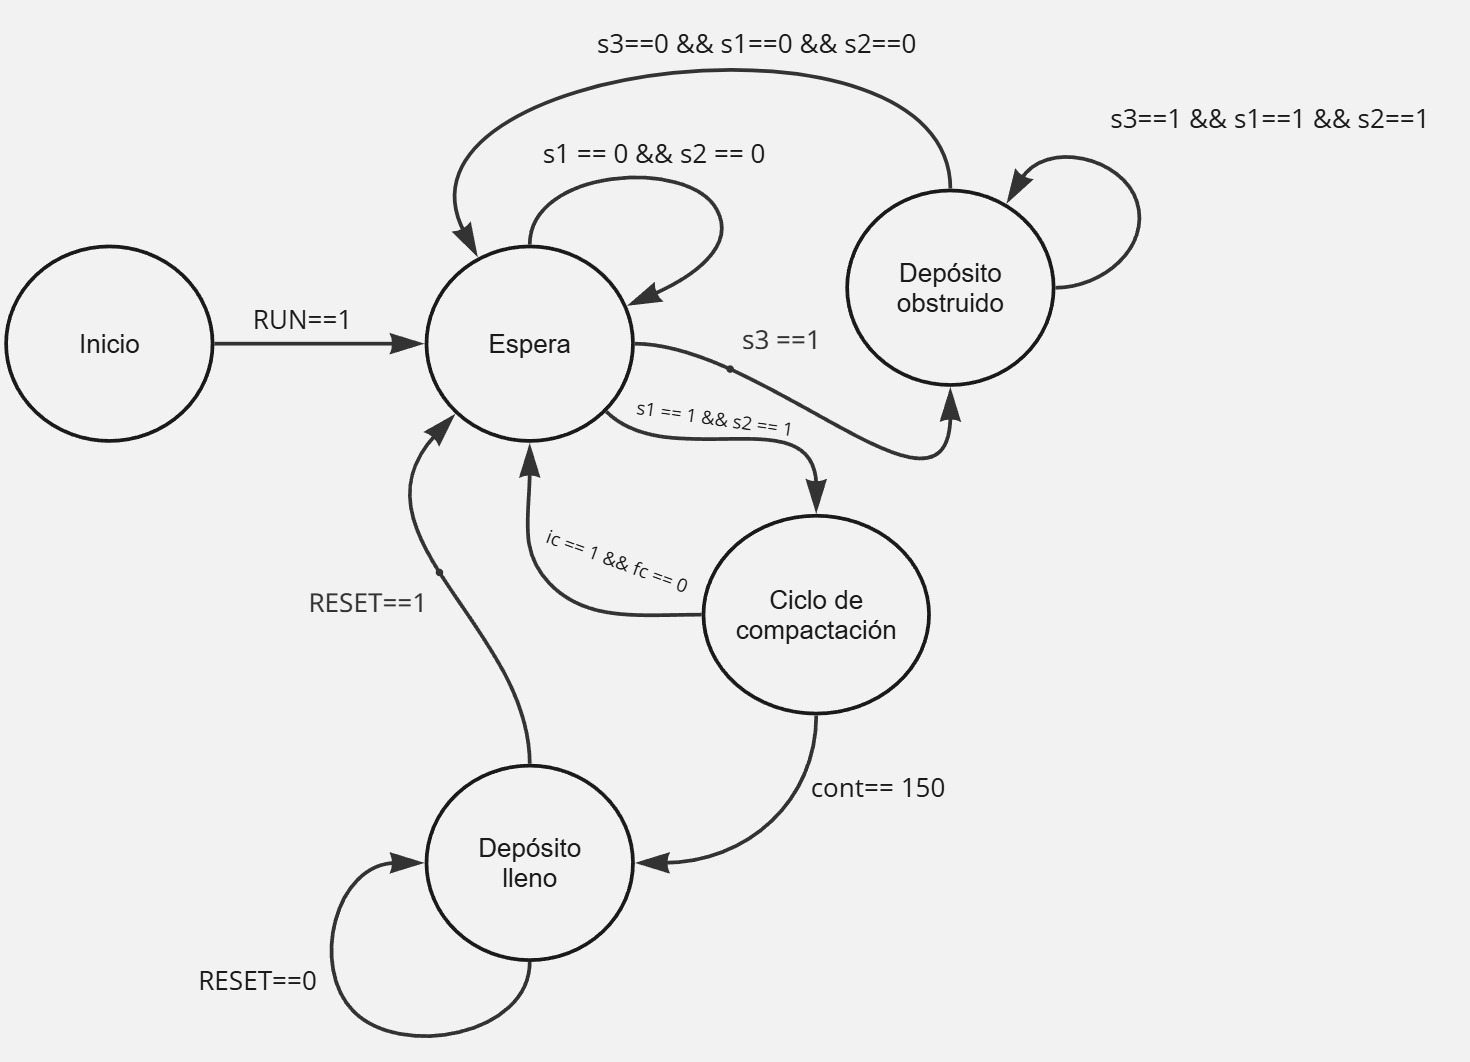 s3==0 && s1==0 && s2==0
s3==1 && s1==1 && s2==1
s1 == 0 && s2 == 0
Depósito
obstruido
RUN==1
Inicio
Espera
s3 ==1
s1 == 1 && s2 == 1
ic == 1 && fc == 0
RESET==1
Ciclo de
compactación
cont== 150
Depósito
lleno
RESET==0